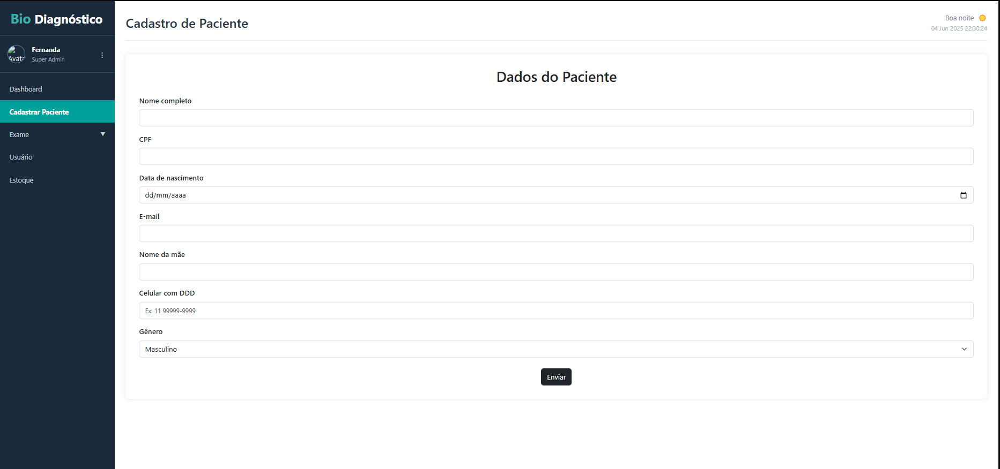 Bio Diagnóstico
Fernanda
Super Admin
Dashboard
Cadastrar Paciente
Exame
Usuário
Estoque
Cadastro de Paciente
Boa noite
04 Jun 2025 22:30:24
Dados do Paciente
Nome completo
CPF
Data de nascimento
dd/mm/aaaa
E-mail
Nome da mãe
Celular com DDD
Ex: 11 99999-9999
Gênero
Masculino
Enviar